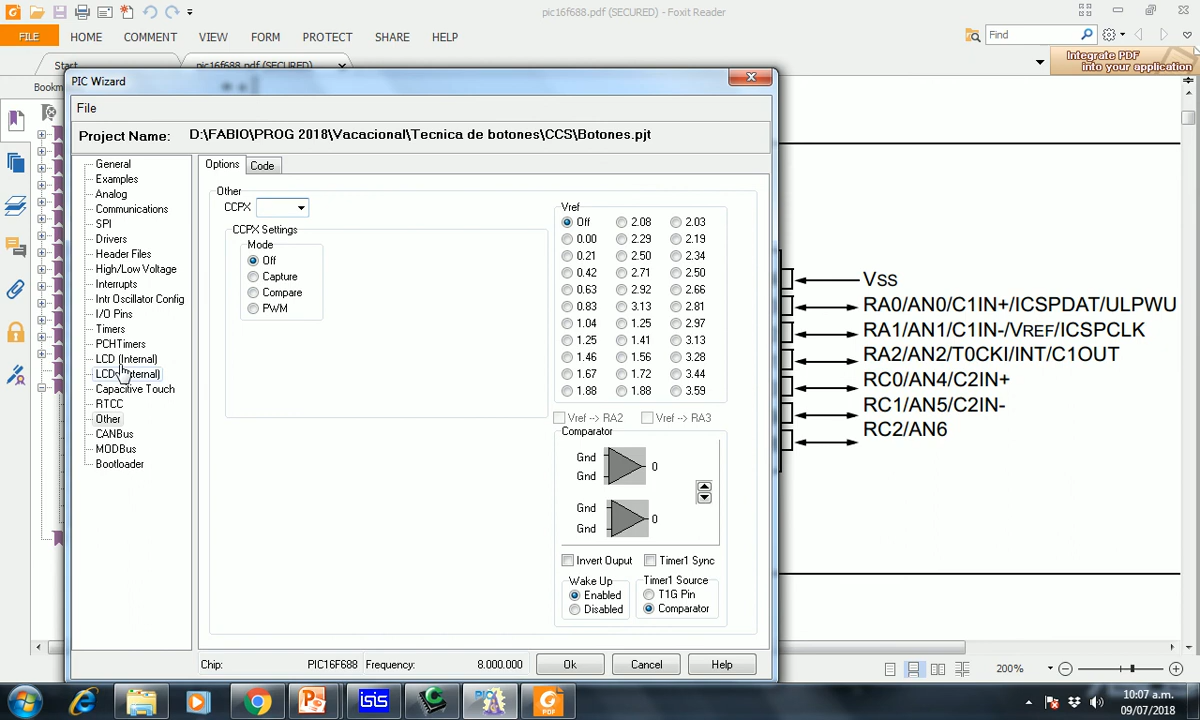 pic16f688.pdf (SECURED) - Foxit Reader
FILE HOME COMMENT VIEW FORM PROTECT SHARE HELP
Find
Start
pic16f688.pdf (SECURED)
Integrate PDF
into your application
Bookm
PIC Wizard
File
Project Name: D:\FABIO\PROG 2018\Vacacional\Tecnica de botones\CCS\Botones.pjt
General
Examples
Analog
Communications
SPI
Drivers
Header Files
High/Low Voltage
Interrupts
Intr Oscillator Config
I/O Pins
Timers
PCHTimers
LCD (Internal)
Capacitive Touch
RTCC
Other
CANBus
MODBus
Bootloader
Options Code
Other
CCPX
CCPX Settings
Mode
Off
Capture
Compare
PWM
Vref
Off 2.08 2.03
0.00 2.29 2.19
0.21 2.50 2.34
0.42 2.71 2.50
0.63 2.92 2.66
0.83 3.13 2.81
1.04 1.25 2.97
1.25 1.41 3.13
1.46 1.56 3.28
1.67 1.72 3.44
1.88 1.88 3.59
Vref --> RA2 Vref --> RA3
Comparator
Gnd
Gnd
0
Gnd
Gnd
0
Invert Ouput Timer1 Sync
Wake Up
Enabled
Disabled
Timer1 Source
T1G Pin
Comparator
Chip: PIC16F688 Frequency: 8.000.000 Ok Cancel Help
VSS
RA0/AN0/C1IN+/ICSPDAT/ULPWU
RA1/AN1/C1IN-/VREF/ICSPCLK
RA2/AN2/T0CKI/INT/C1OUT
RC0/AN4/C2IN+
RC1/AN5/C2IN-
RC2/AN6
200%
isis
PDF
10:07 a.m.
09/07/2018